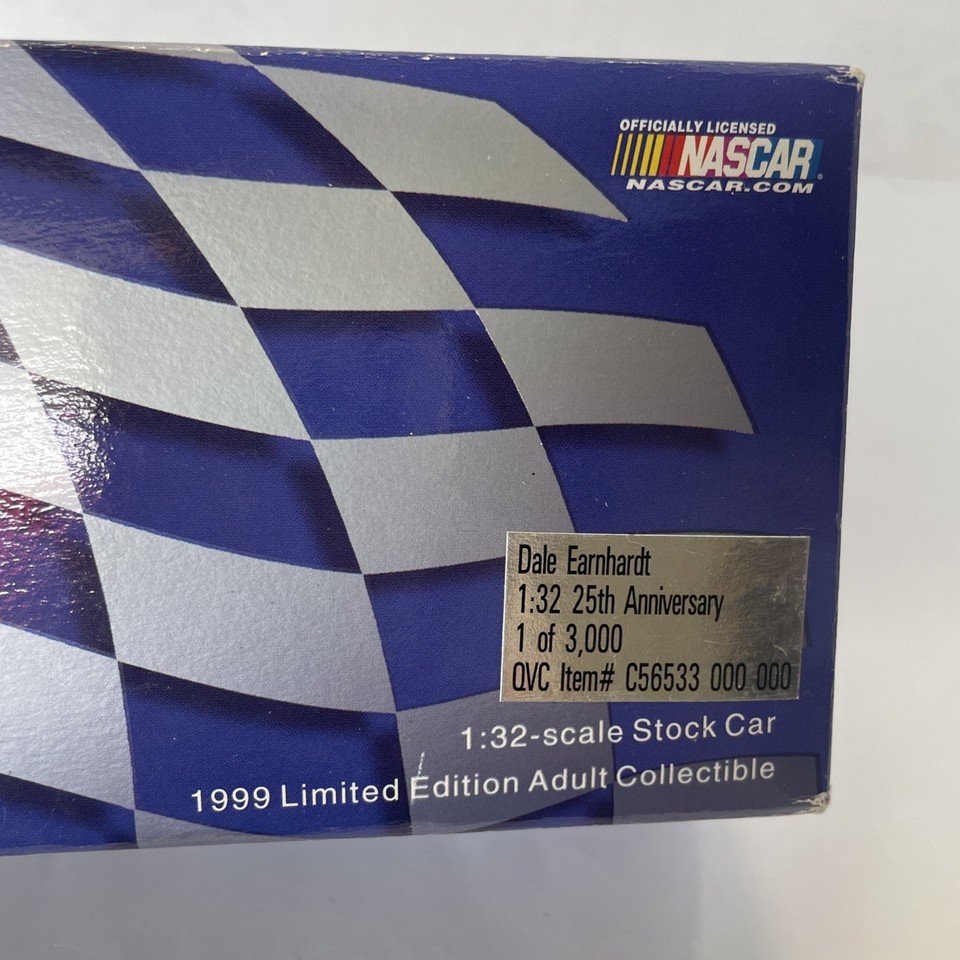 OFFICIALLY LICENSED
NASCAR.
NASCAR.COM
Dale Earnhardt
1:32 25th Anniversary
1 of 3,000
QVC Item# C56533 000 000
1:32-scale Stock Car
1999 Limited Edition Adult Collectible